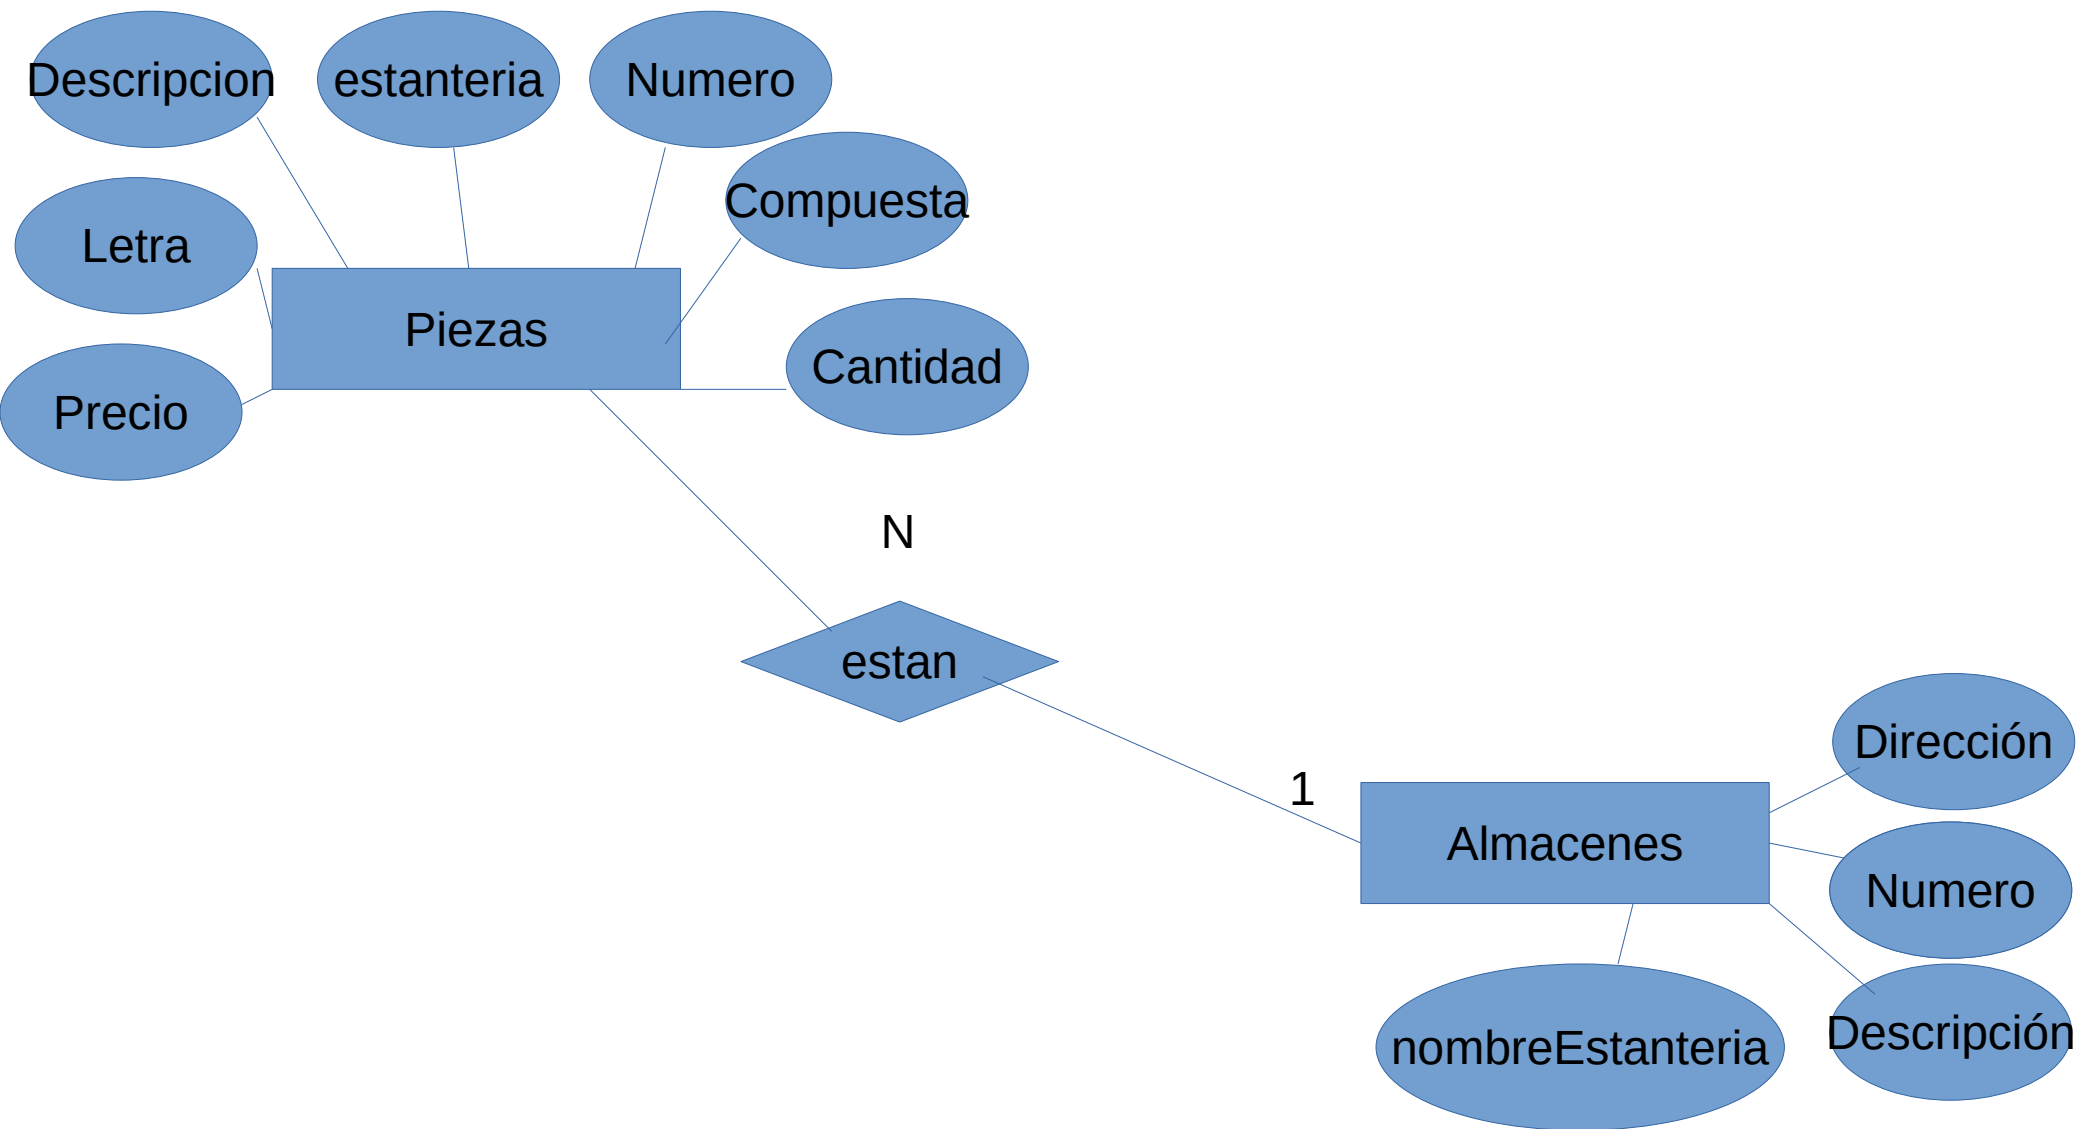 Descripcion
estanteria
Numero
Compuesta
Letra
Piezas
Cantidad
Precio
N
estan
Dirección
1
Almacenes
Numero
Descripción
nombreEstanteria